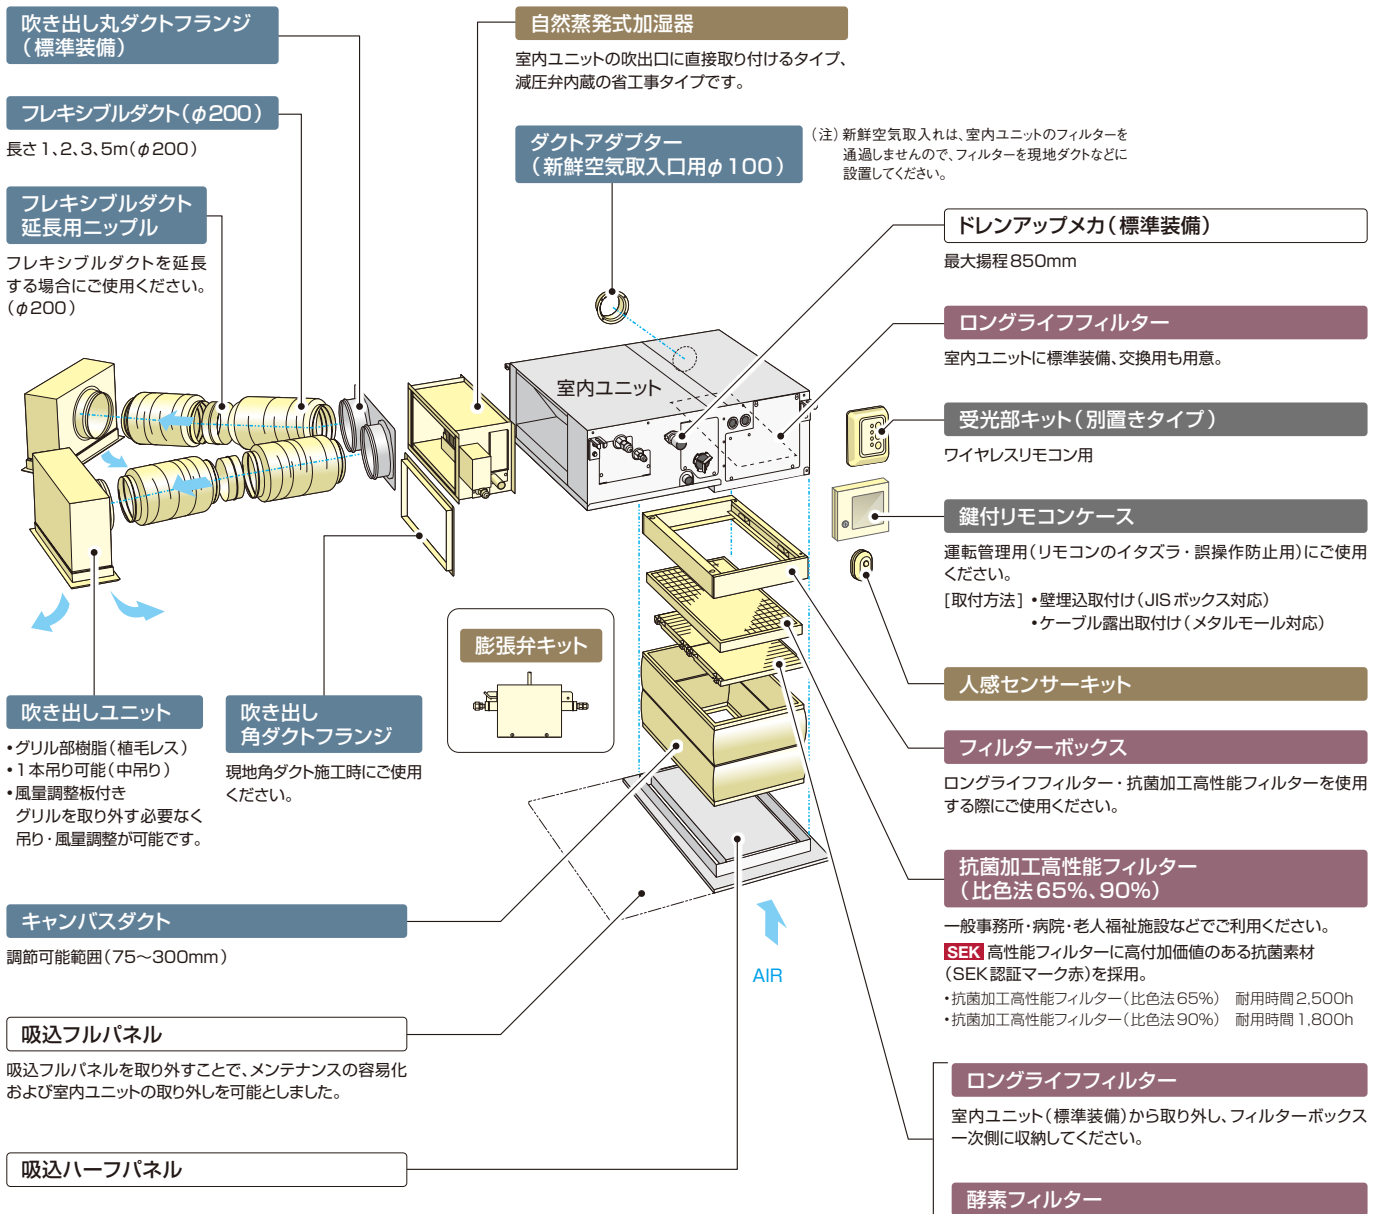 吹き出し丸ダクトフランジ
（標準装備）
フレキシブルダクト（φ200）
長さ1、2、3、5m（φ200）
フレキシブルダクト
延長用ニップル
フレキシブルダクトを延長
する場合にご使用ください。
（φ200）
自然蒸発式加湿器
室内ユニットの吹出口に直接取り付けるタイプ、
減圧弁内蔵の省工事タイプです。
ダクトアダプター
（新鮮空気取入口用φ100）
（注）新鮮空気取入れは、室内ユニットのフィルターを
通過しませんので、フィルターを現地ダクトなどに
設置してください。
室内ユニット
ドレンアップメカ（標準装備）
最大揚程850mm
ロングライフフィルター
室内ユニットに標準装備、交換用も用意。
受光部キット（別置きタイプ）
ワイヤレスリモコン用
鍵付リモコンケース
運転管理用（リモコンのイタズラ・誤操作防止用）にご使用
ください。
[取付方法] •壁埋込取付け（JISボックス対応）
•ケーブル露出取付け（メタルモール対応）
人感センサーキット
フィルターボックス
ロングライフフィルター・抗菌加工高性能フィルターを使用
する際にご使用ください。
抗菌加工高性能フィルター
（比色法65%、90%）
一般事務所・病院・老人福祉施設などでご利用ください。
SEK 高性能フィルターに高付加価値のある抗菌素材
（SEK認証マーク赤）を採用。
•抗菌加工高性能フィルター（比色法65%）　耐用時間2,500h
•抗菌加工高性能フィルター（比色法90%）　耐用時間1,800h
ロングライフフィルター
室内ユニット（標準装備）から取り外し、フィルターボックス
一次側に収納してください。
酵素フィルター
膨張弁キット
吹き出しユニット
•グリル部樹脂（植毛レス）
•1本吊り可能（中吊り）
•風量調整板付き
グリルを取り外す必要なく
吊り・風量調整が可能です。
吹き出し
角ダクトフランジ
現地角ダクト施工時にご使用
ください。
キャンバスダクト
調節可能範囲（75～300mm）
AIR
吸込フルパネル
吸込フルパネルを取り外すことで、メンテナンスの容易化
および室内ユニットの取り外しを可能としました。
吸込ハーフパネル